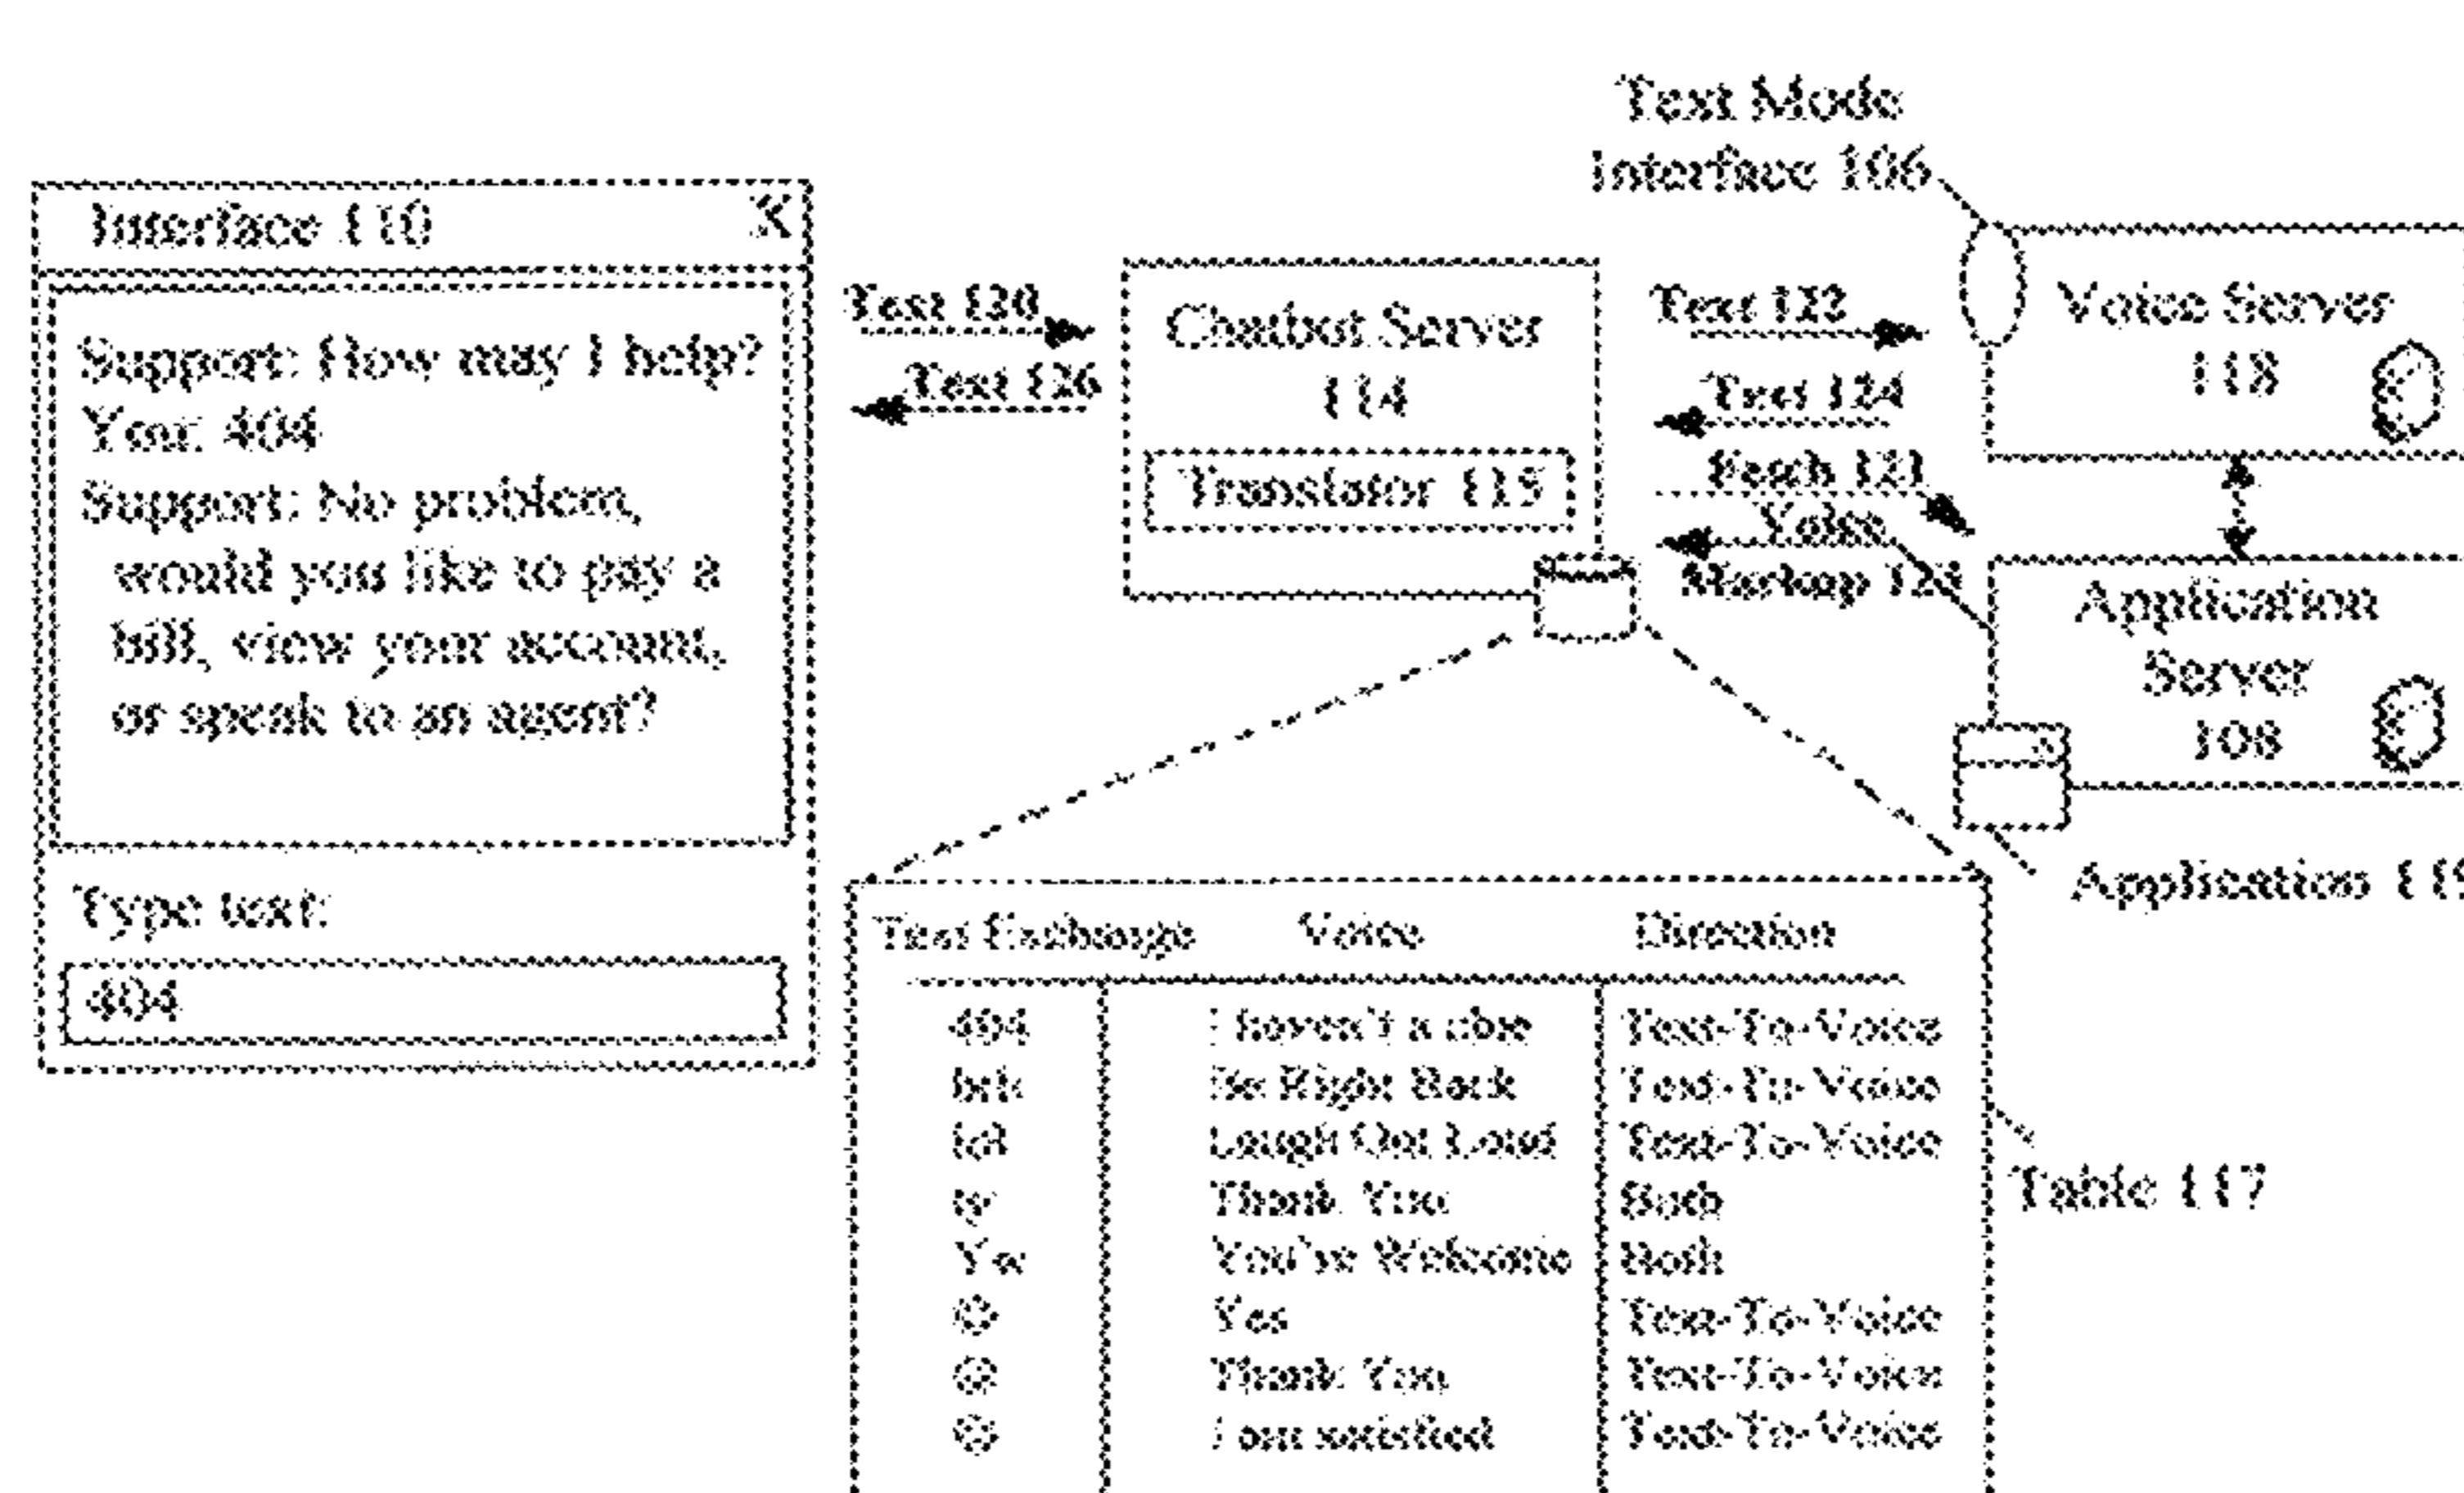 Text Mode
Interface 106
Interface 110 X
Support: How may I help?
You: 404
Support: No problem,
would you like to pay a
bill, view your account,
or speak to an agent?
Type text:
404
Text 120
Text 126
Chatbot Server
114
Translator 115
Text 122
Text 124
Fetch 121
Voice
Markup 123
Voice Server
118
Application
Server
108
Application 119
Text Exchange Voice Direction
404 I haven't a clue Text-To-Voice
brb Be Right Back Text-To-Voice
lol Laugh Out Loud Text-To-Voice
ty Thank You Both
Yw You're Welcome Both
☺ Yes Text-To-Voice
☺ Thank You Text-To-Voice
☺ I am satisfied Text-To-Voice
Table 117